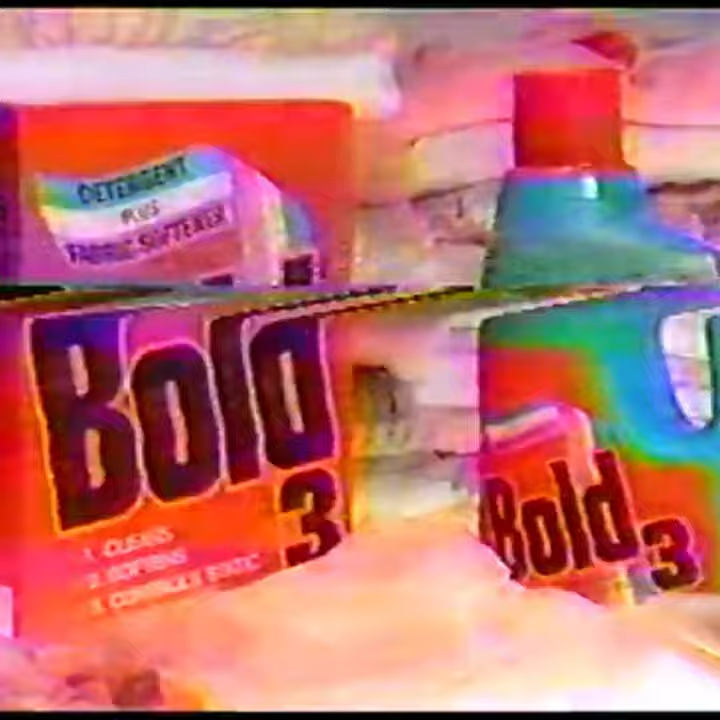 DETERGENT
PLUS
FABRIC SOFTENER
Bold
3
1. CLEANS
2. SOFTENS
3. CONTROLS STATIC
Bold
3